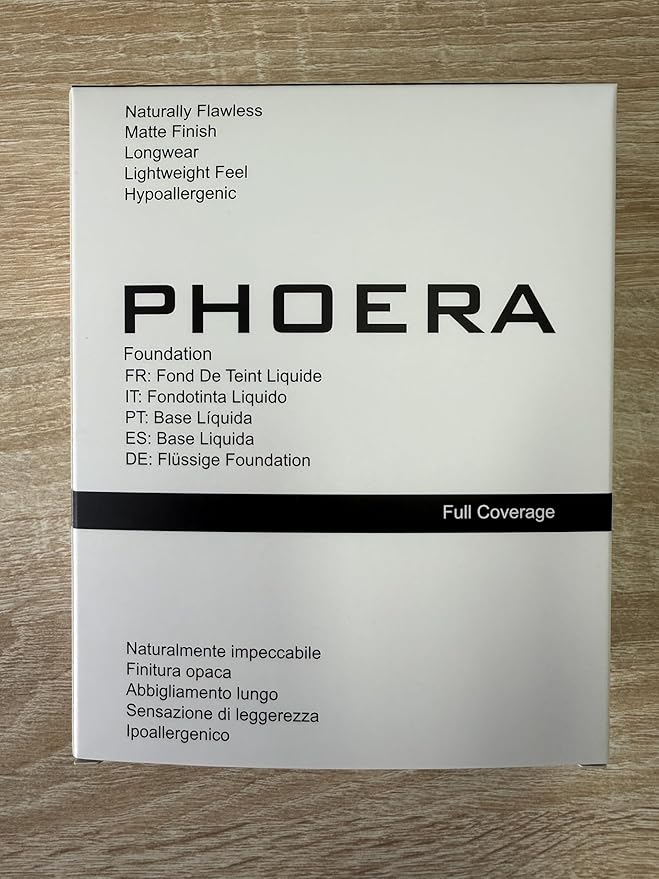 Naturally Flawless
Matte Finish
Longwear
Lightweight Feel
Hypoallergenic
PHOERA
Foundation
FR: Fond De Teint Liquide
IT: Fondotinta Liquido
PT: Base Líquida
ES: Base Liquida
DE: Flüssige Foundation
Full Coverage
Naturalmente impeccabile
Finitura opaca
Abbigliamento lungo
Sensazione di leggerezza
Ipoallergenico